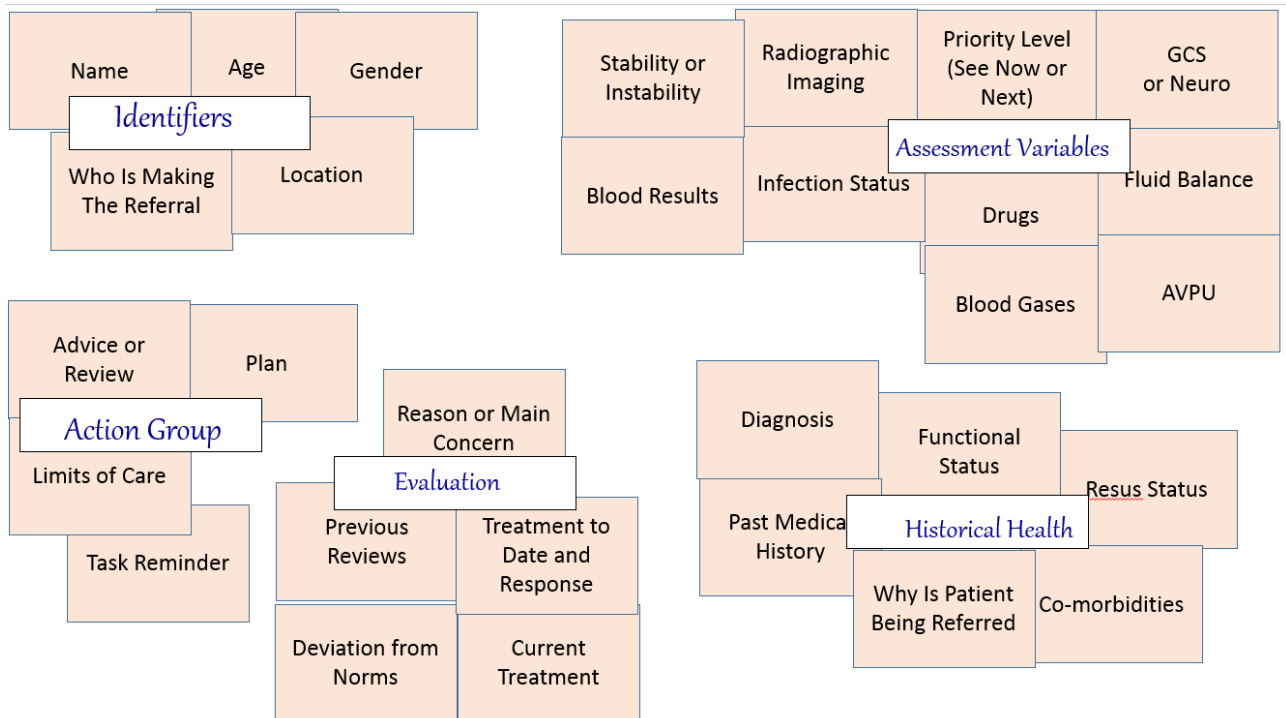 Name
Age
Gender
Identifiers
Who Is Making
The Referral
Location
Stability or
Instability
Radiographic
Imaging
Priority Level
(See Now or
Next)
GCS
or Neuro
Assessment Variables
Blood Results
Infection Status
Drugs
Fluid Balance
Blood Gases
AVPU
Advice or
Review
Plan
Action Group
Limits of Care
Task Reminder
Reason or Main
Concern
Evaluation
Previous
Reviews
Treatment to
Date and
Response
Deviation from
Norms
Current
Treatment
Diagnosis
Functional
Status
Resus Status
Past Medica
History
Historical Health
Why Is Patient
Being Referred
Co-morbidities